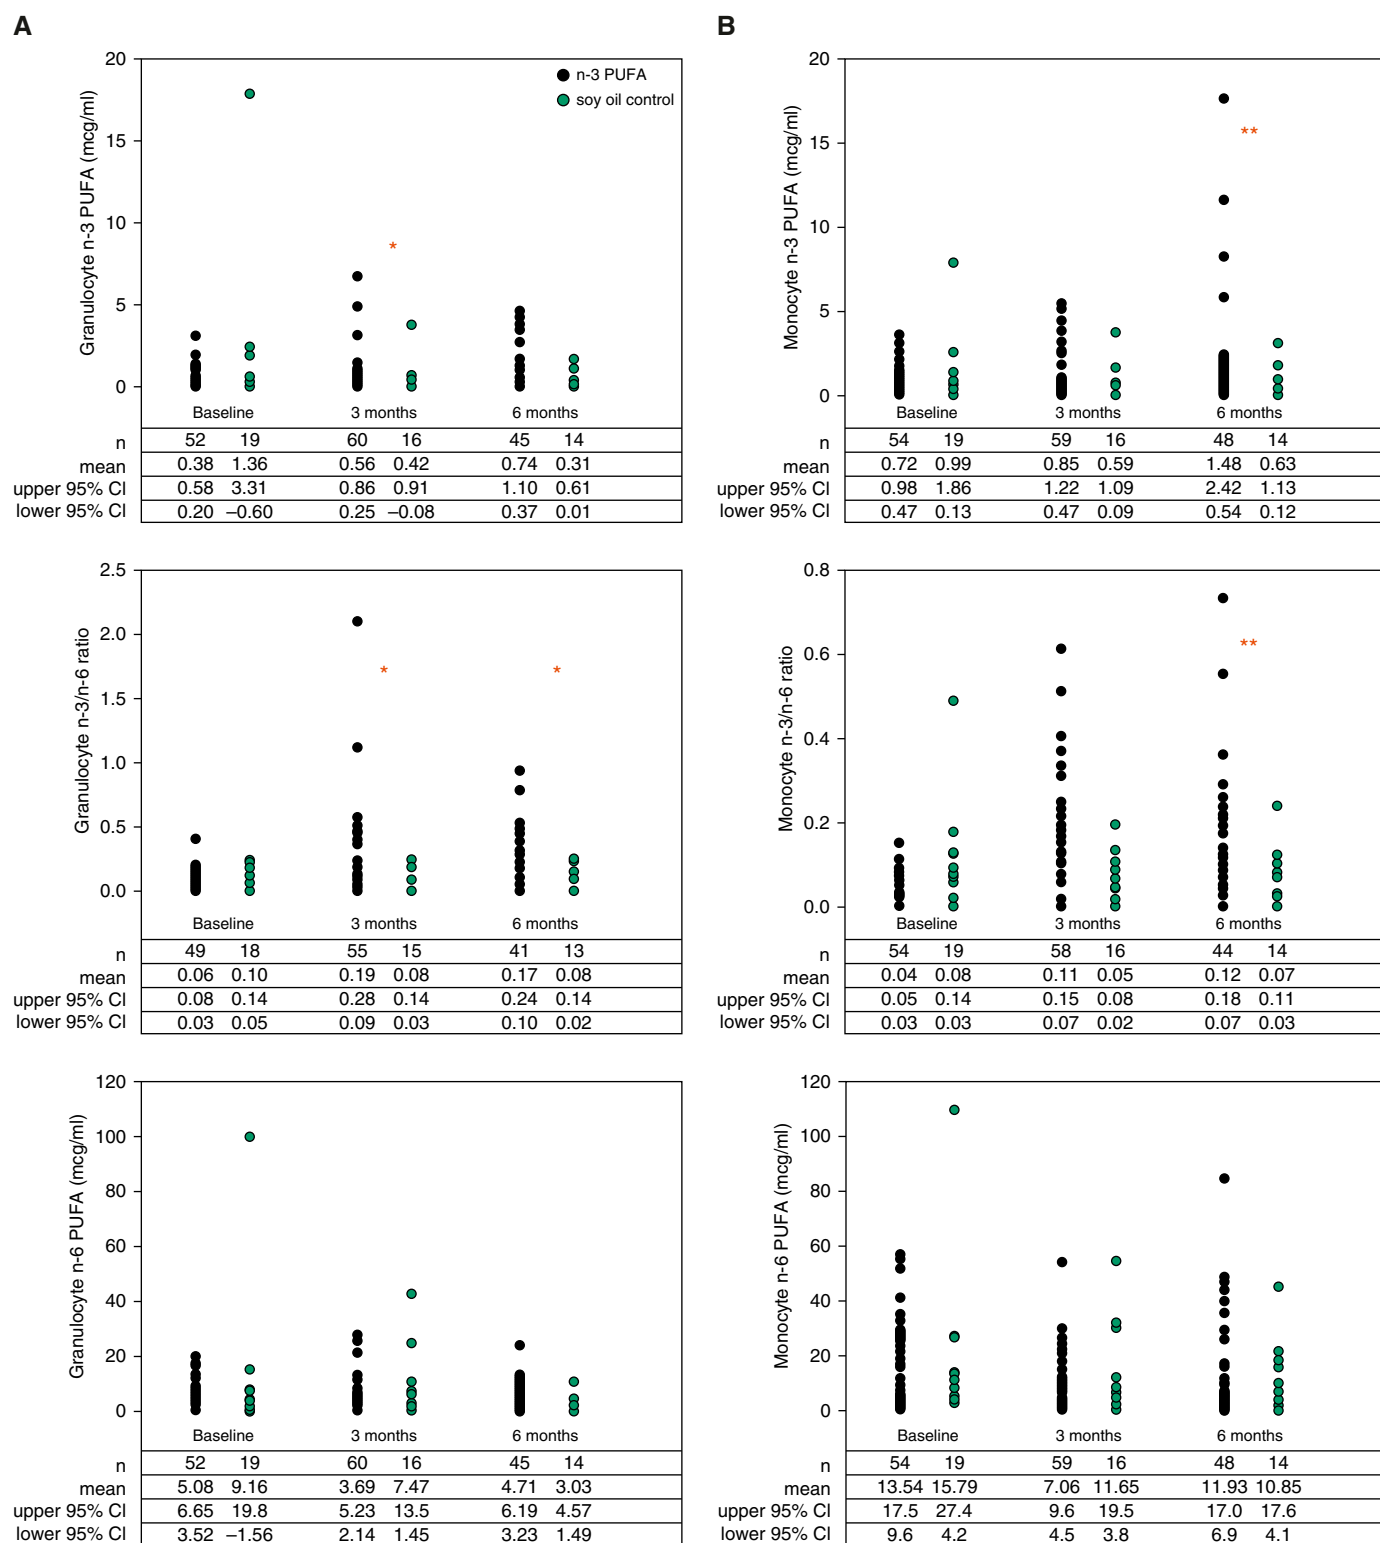 A
20
15
10
5
0
Granulocyte n-3 PUFA (mcg/ml)
n-3 PUFA
soy oil control
*
Baseline 3 months 6 months
n 52 19 60 16 45 14
mean 0.38 1.36 0.56 0.42 0.74 0.31
upper 95% CI 0.58 3.31 0.86 0.91 1.10 0.61
lower 95% CI 0.20 –0.60 0.25 –0.08 0.37 0.01
2.5
2.0
1.5
1.0
0.5
0.0
Granulocyte n-3/n-6 ratio
* *
Baseline 3 months 6 months
n 49 18 55 15 41 13
mean 0.06 0.10 0.19 0.08 0.17 0.08
upper 95% CI 0.08 0.14 0.28 0.14 0.24 0.14
lower 95% CI 0.03 0.05 0.09 0.03 0.10 0.02
120
100
80
60
40
20
0
Granulocyte n-6 PUFA (mcg/ml)
Baseline 3 months 6 months
n 52 19 60 16 45 14
mean 5.08 9.16 3.69 7.47 4.71 3.03
upper 95% CI 6.65 19.8 5.23 13.5 6.19 4.57
lower 95% CI 3.52 –1.56 2.14 1.45 3.23 1.49
B
20
15
10
5
0
Monocyte n-3 PUFA (mcg/ml)
**
Baseline 3 months 6 months
n 54 19 59 16 48 14
mean 0.72 0.99 0.85 0.59 1.48 0.63
upper 95% CI 0.98 1.86 1.22 1.09 2.42 1.13
lower 95% CI 0.47 0.13 0.47 0.09 0.54 0.12
0.8
0.6
0.4
0.2
0.0
Monocyte n-3/n-6 ratio
**
Baseline 3 months 6 months
n 54 19 58 16 44 14
mean 0.04 0.08 0.11 0.05 0.12 0.07
upper 95% CI 0.05 0.14 0.15 0.08 0.18 0.11
lower 95% CI 0.03 0.03 0.07 0.02 0.07 0.03
120
100
80
60
40
20
0
Monocyte n-6 PUFA (mcg/ml)
Baseline 3 months 6 months
n 54 19 59 16 48 14
mean 13.54 15.79 7.06 11.65 11.93 10.85
upper 95% CI 17.5 27.4 9.6 19.5 17.0 17.6
lower 95% CI 9.6 4.2 4.5 3.8 6.9 4.1